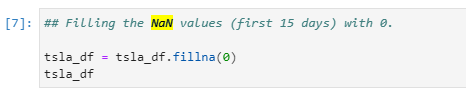 [7]: ## Filling the NaN values (first 15 days) with 0.
tsla_df = tsla_df.fillna(0)
tsla_df